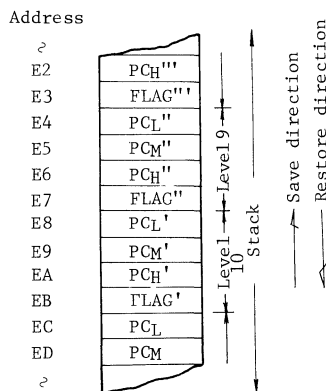 Address
E2 PCH'''
E3 FLAG'''
E4 PCL''
E5 PCM''
E6 PCH''
E7 FLAG''
E8 PCL'
E9 PCM'
EA PCH'
EB FLAG'
EC PCL
ED PCM
Level 9
Level 10
Stack
Save direction
Restore direction